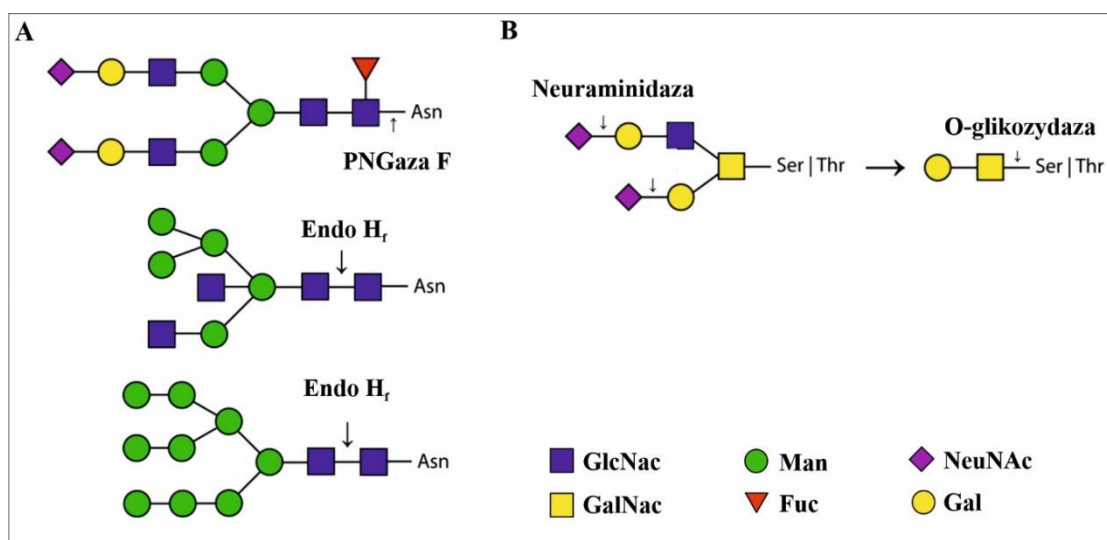 A
Asn
PNGaza F
Endo Hf
Asn
Endo Hf
Asn
B
Neuraminidaza
Ser|Thr
O-glikozydaza
Ser|Thr
GlcNac
Man
NeuNAc
GalNac
Fuc
Gal